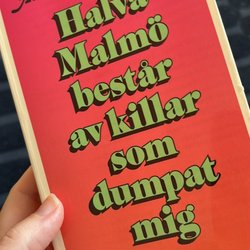 Halva
Malmö
består
av killar
som
dumpat
mig